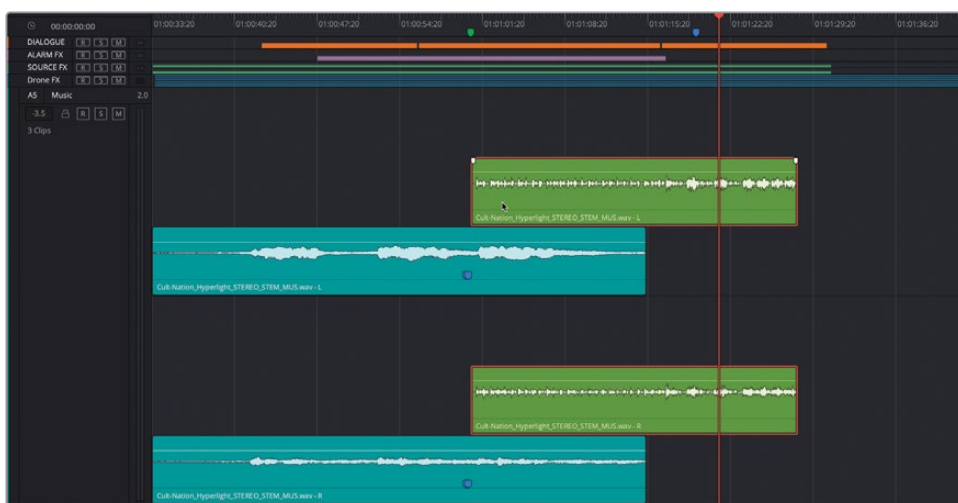 00:00:00:00
01:00:33:20 01:00:40:20 01:00:47:20 01:00:54:20 01:01:01:20 01:01:08:20 01:01:15:20 01:01:22:20 01:01:29:20 01:01:36:20
DIALOGUE R S M
ALARM FX R S M
SOURCE FX R S M
Drone FX R S M
A5 Music 2.0
-3.5 R S M
3 Clips
Cult-Nation_Hyperlight_STEREO_STEM_MUS.wav - L
Cult-Nation_Hyperlight_STEREO_STEM_MUS.wav - L
Cult-Nation_Hyperlight_STEREO_STEM_MUS.wav - R
Cult-Nation_Hyperlight_STEREO_STEM_MUS.wav - R